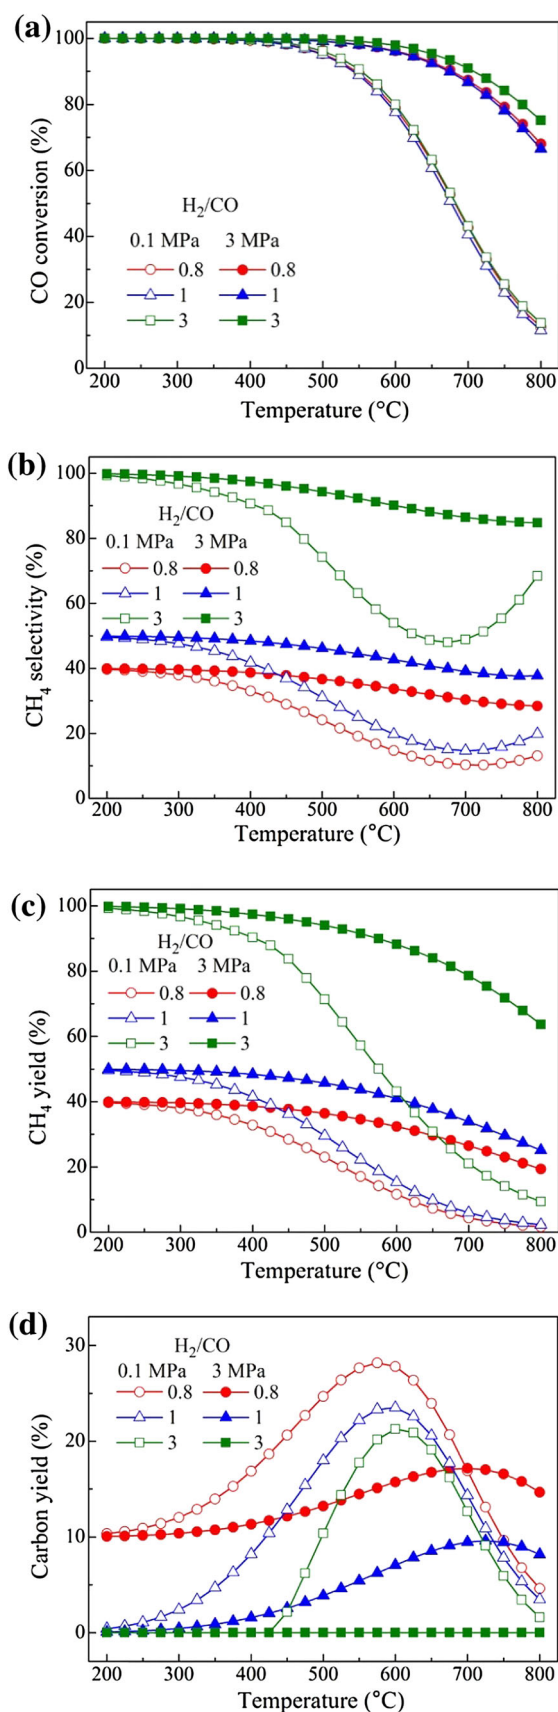 (a)
100
80
60
40
20
0
CO conversion (%)
H₂/CO
0.1 MPa 3 MPa
0.8 0.8
1 1
3 3
200 300 400 500 600 700 800
Temperature (°C)
(b)
100
80
60
40
20
0
CH₄ selectivity (%)
H₂/CO
0.1 MPa 3 MPa
0.8 0.8
1 1
3 3
200 300 400 500 600 700 800
Temperature (°C)
(c)
100
80
60
40
20
0
CH₄ yield (%)
H₂/CO
0.1 MPa 3 MPa
0.8 0.8
1 1
3 3
200 300 400 500 600 700 800
Temperature (°C)
(d)
30
20
10
0
Carbon yield (%)
H₂/CO
0.1 MPa 3 MPa
0.8 0.8
1 1
3 3
200 300 400 500 600 700 800
Temperature (°C)